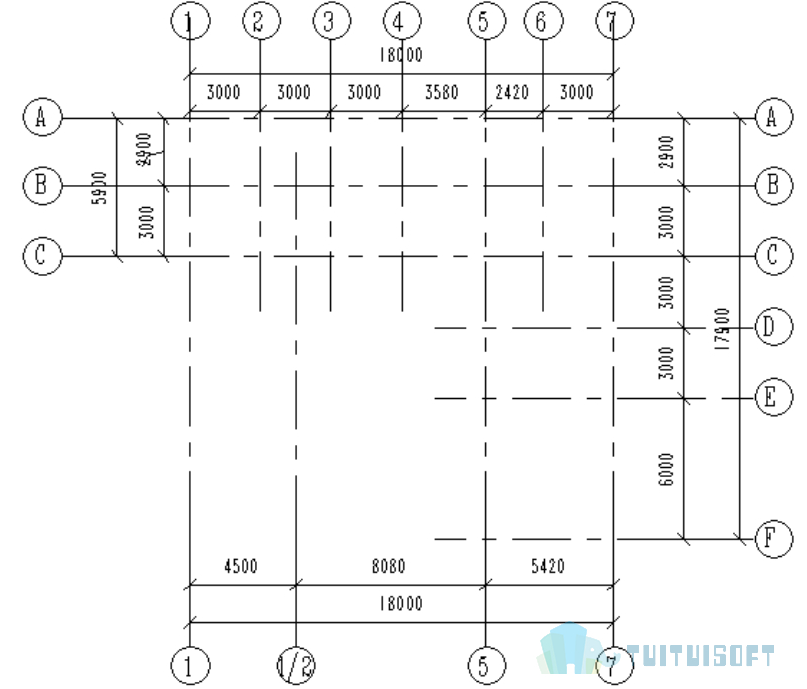 1 2 3 4 5 6 7
18000
3000 3000 3000 3580 2420 3000
A A
2900 2900
B B
5900
3000 3000
C C
3000
D
17900
3000
E
6000
F
4500 8080 5420
18000
1 1/2 5 7
TUITUISOFT